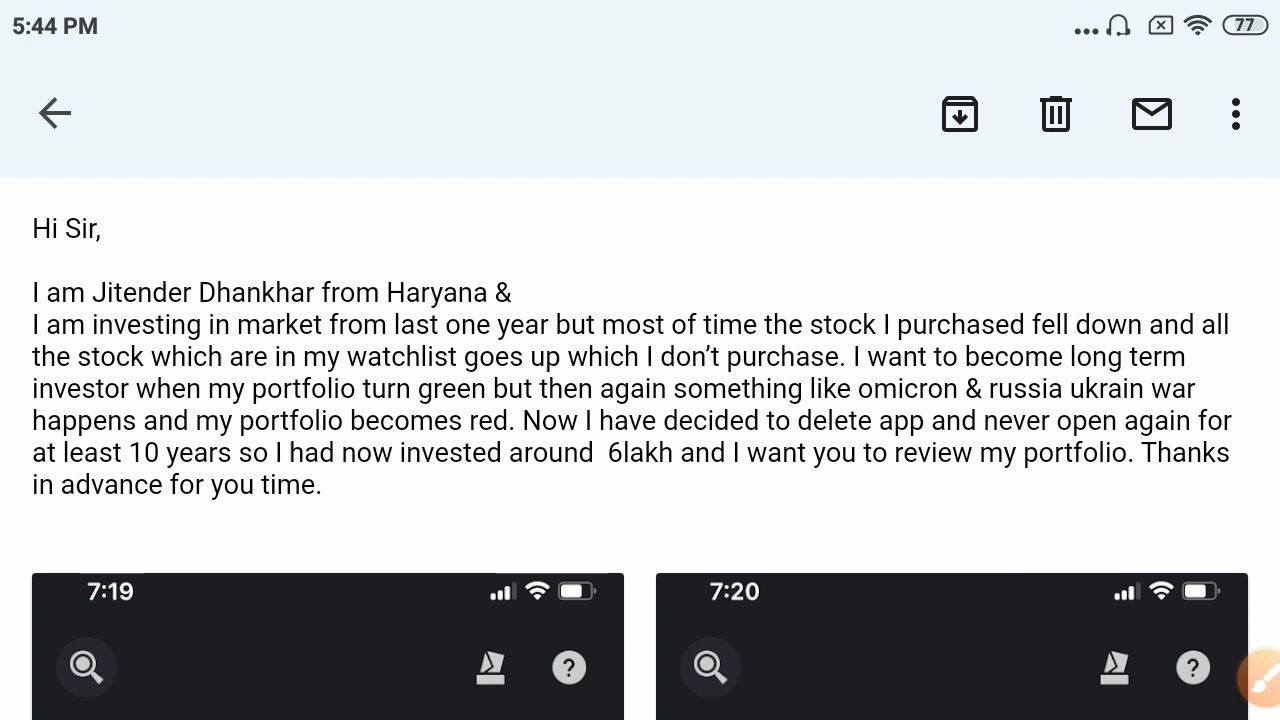 5:44 PM
77
Hi Sir,
I am Jitender Dhankhar from Haryana &
I am investing in market from last one year but most of time the stock I purchased fell down and all
the stock which are in my watchlist goes up which I don’t purchase. I want to become long term
investor when my portfolio turn green but then again something like omicron & russia ukrain war
happens and my portfolio becomes red. Now I have decided to delete app and never open again for
at least 10 years so I had now invested around  6lakh and I want you to review my portfolio. Thanks
in advance for you time.
7:19
7:20